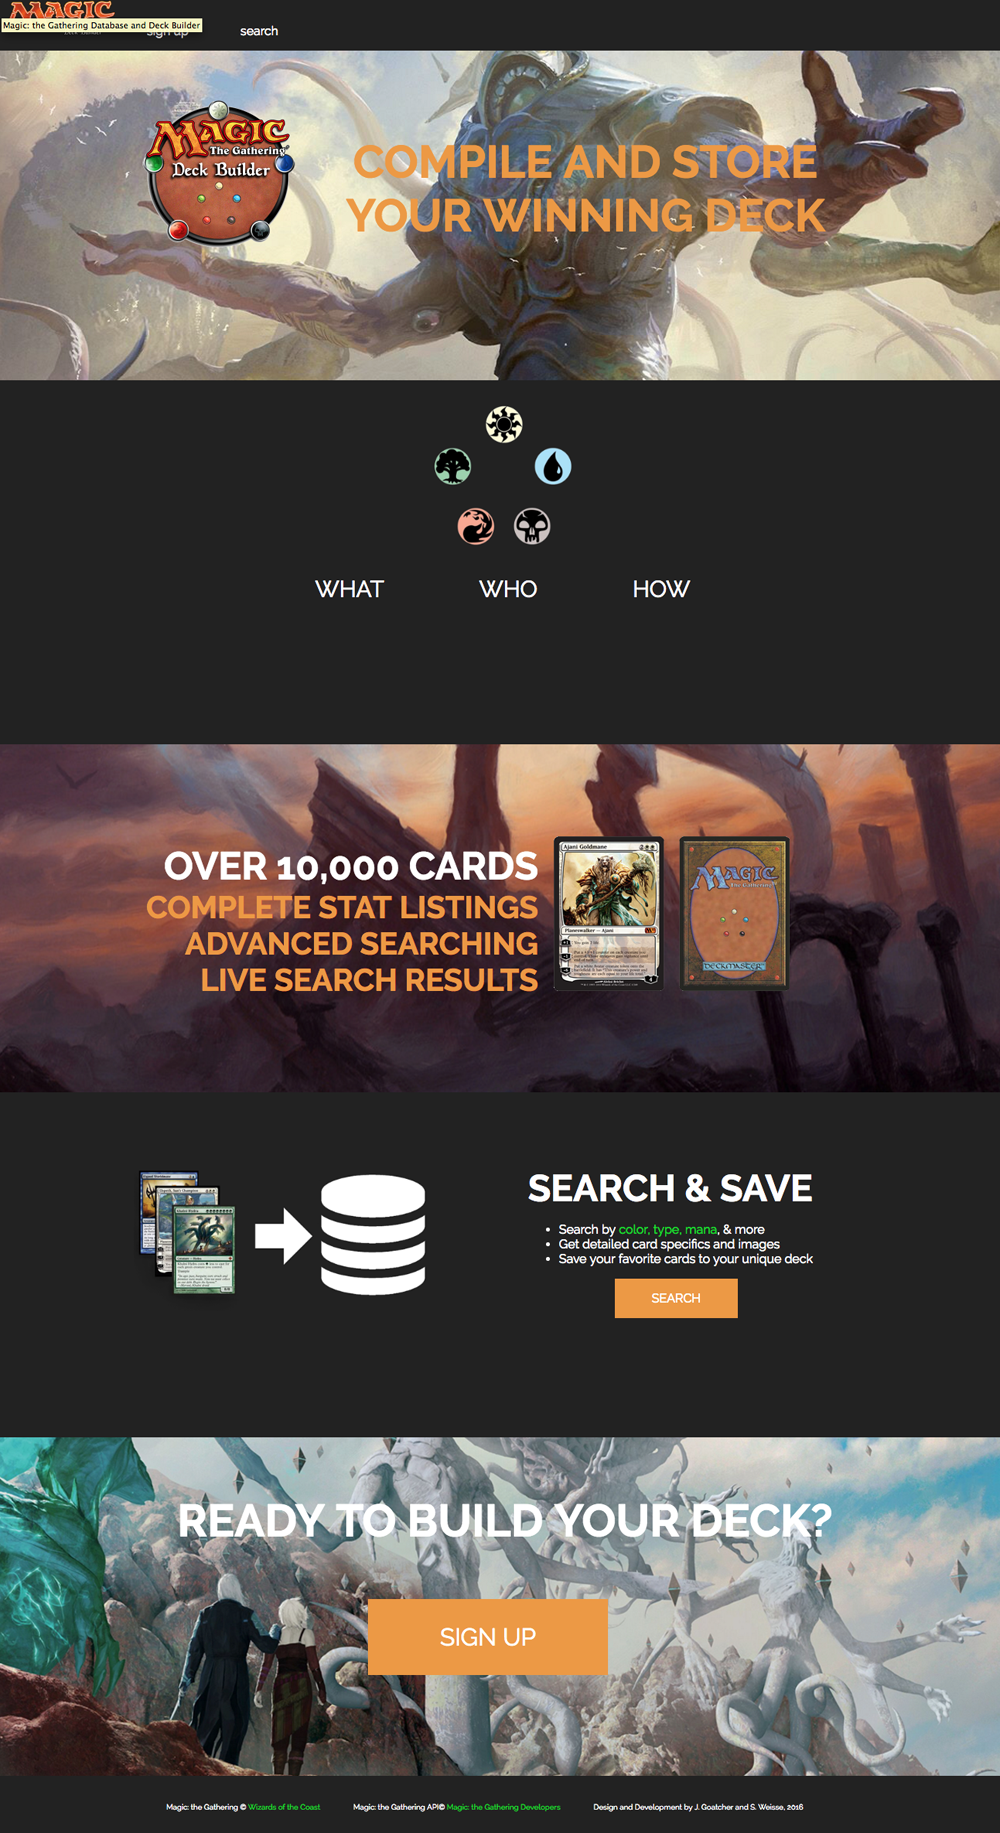 MAGIC
Magic: the Gathering Database and Deck Builder
sign up
search
MAGIC
The Gathering
Deck Builder
COMPILE AND STORE
YOUR WINNING DECK
WHAT
WHO
HOW
OVER 10,000 CARDS
COMPLETE STAT LISTINGS
ADVANCED SEARCHING
LIVE SEARCH RESULTS
Ajani Goldmane
Planeswalker — Ajani
MAGIC
The Gathering
DECKMASTER
SEARCH & SAVE
Search by color, type, mana, & more
Get detailed card specifics and images
Save your favorite cards to your unique deck
SEARCH
READY TO BUILD YOUR DECK?
SIGN UP
Magic: the Gathering © Wizards of the Coast
Magic: the Gathering API© Magic: the Gathering Developers
Design and Development by J. Goatcher and S. Weisse, 2016